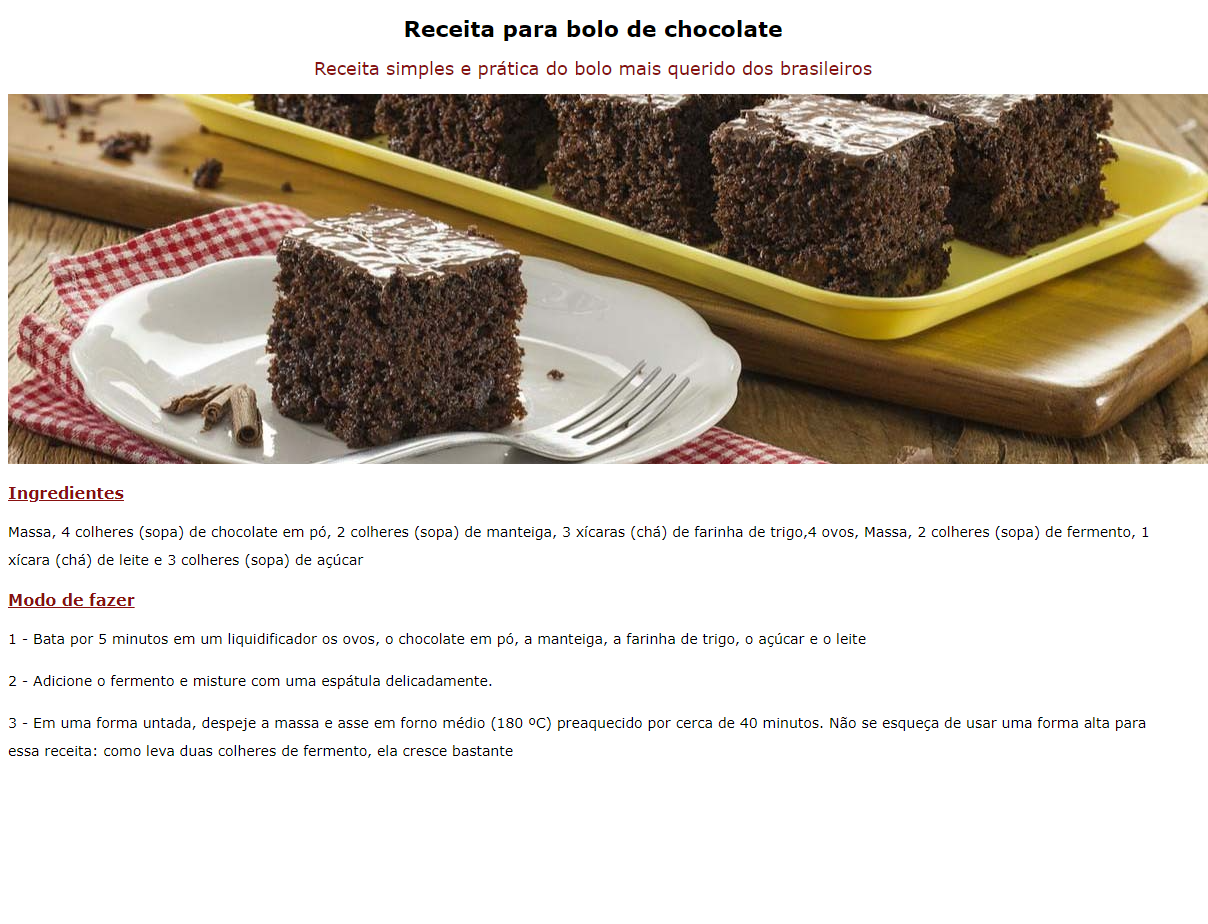 Receita para bolo de chocolate
Receita simples e prática do bolo mais querido dos brasileiros
Ingredientes
Massa, 4 colheres (sopa) de chocolate em pó, 2 colheres (sopa) de manteiga, 3 xícaras (chá) de farinha de trigo,4 ovos, Massa, 2 colheres (sopa) de fermento, 1
xícara (chá) de leite e 3 colheres (sopa) de açúcar
Modo de fazer
1 - Bata por 5 minutos em um liquidificador os ovos, o chocolate em pó, a manteiga, a farinha de trigo, o açúcar e o leite
2 - Adicione o fermento e misture com uma espátula delicadamente.
3 - Em uma forma untada, despeje a massa e asse em forno médio (180 ºC) preaquecido por cerca de 40 minutos. Não se esqueça de usar uma forma alta para
essa receita: como leva duas colheres de fermento, ela cresce bastante